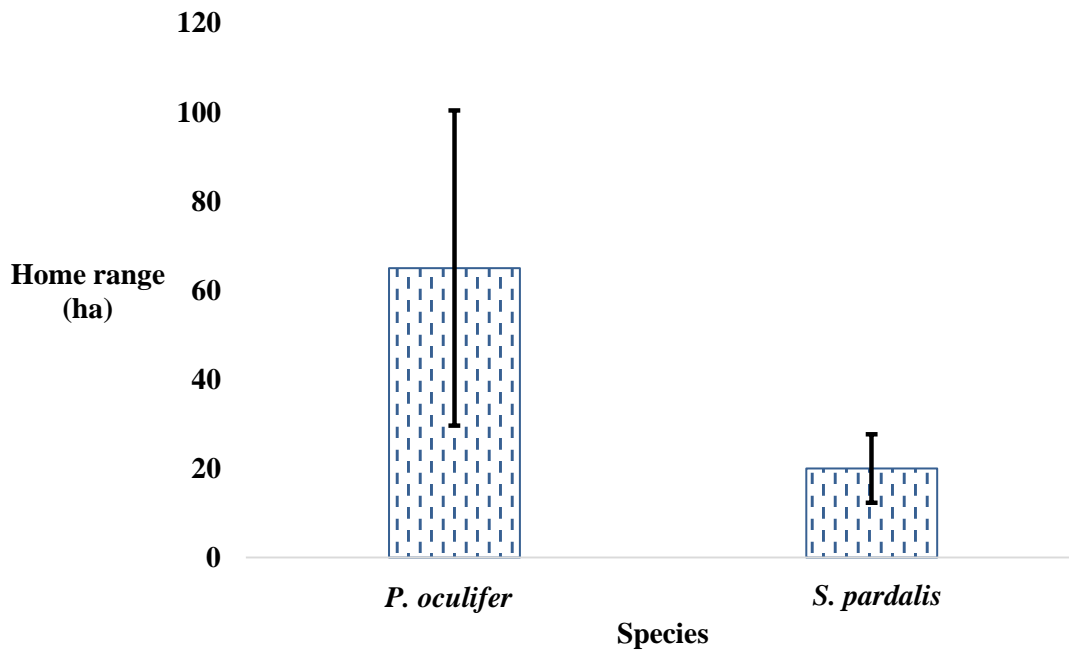 120
100
80
60
40
20
0
Home range
(ha)
P. oculifer
S. pardalis
Species